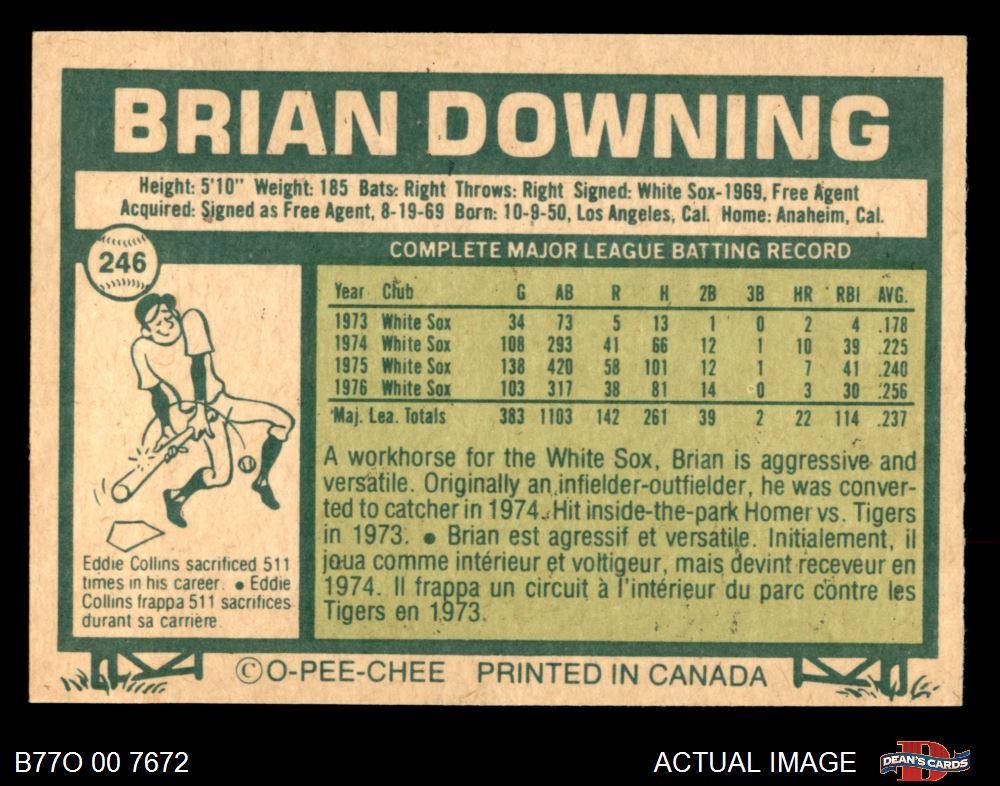 BRIAN DOWNING
Height: 5'10" Weight: 185 Bats: Right Throws: Right Signed: White Sox-1969, Free Agent
Acquired: Signed as Free Agent, 8-19-69 Born: 10-9-50, Los Angeles, Cal. Home: Anaheim, Cal.
246
COMPLETE MAJOR LEAGUE BATTING RECORD
Year Club G AB R H 2B 3B HR RBI AVG.
1973 White Sox 34 73 5 13 1 0 2 4 .178
1974 White Sox 108 293 41 66 12 1 10 39 .225
1975 White Sox 138 420 58 101 12 1 7 41 .240
1976 White Sox 103 317 38 81 14 0 3 30 .256
Maj. Lea. Totals 383 1103 142 261 39 2 22 114 .237
A workhorse for the White Sox, Brian is aggressive and
versatile. Originally an infielder-outfielder, he was conver-
ted to catcher in 1974. Hit inside-the-park Homer vs. Tigers
in 1973. ● Brian est agressif et versatile. Initialement, il
joua comme intérieur et voltigeur, mais devint receveur en
1974. Il frappa un circuit à l'intérieur du parc contre les
Tigers en 1973.
Eddie Collins sacrificed 511
times in his career. ● Eddie
Collins frappa 511 sacrifices
durant sa carrière.
©O-PEE-CHEE PRINTED IN CANADA
B77O 00 7672
ACTUAL IMAGE
D
DEAN'S CARDS